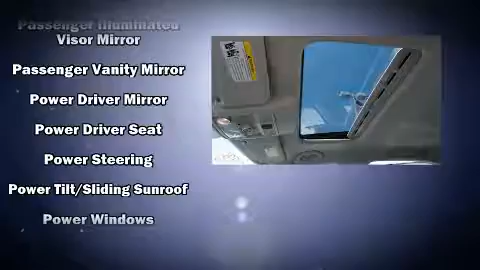 Passenger Illuminated
Visor Mirror
Passenger Vanity Mirror
Power Driver Mirror
Power Driver Seat
Power Steering
Power Tilt/Sliding Sunroof
Power Windows